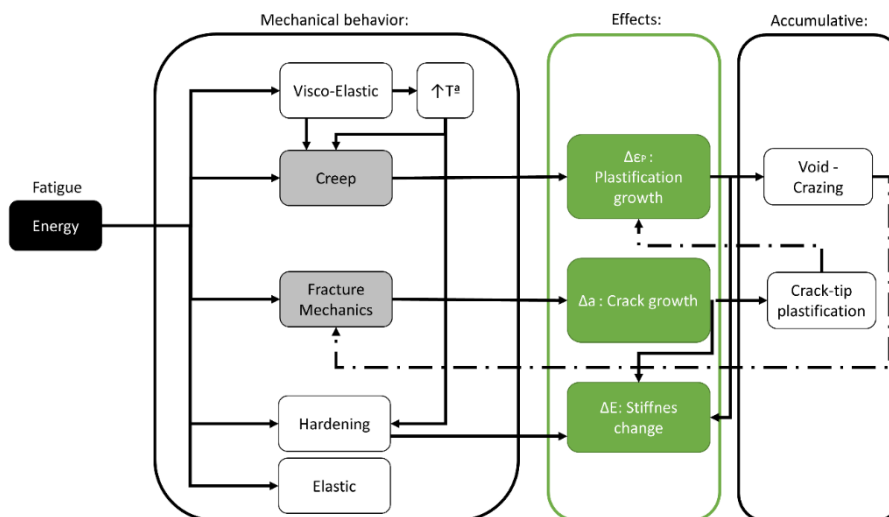 Mechanical behavior:
Effects:
Accumulative:
Visco-Elastic
↑Tª
Creep
Δεₚ :
Plastification
growth
Void -
Crazing
Fatigue
Energy
Fracture
Mechanics
Δa : Crack growth
Crack-tip
plastification
Hardening
ΔE: Stiffnes
change
Elastic